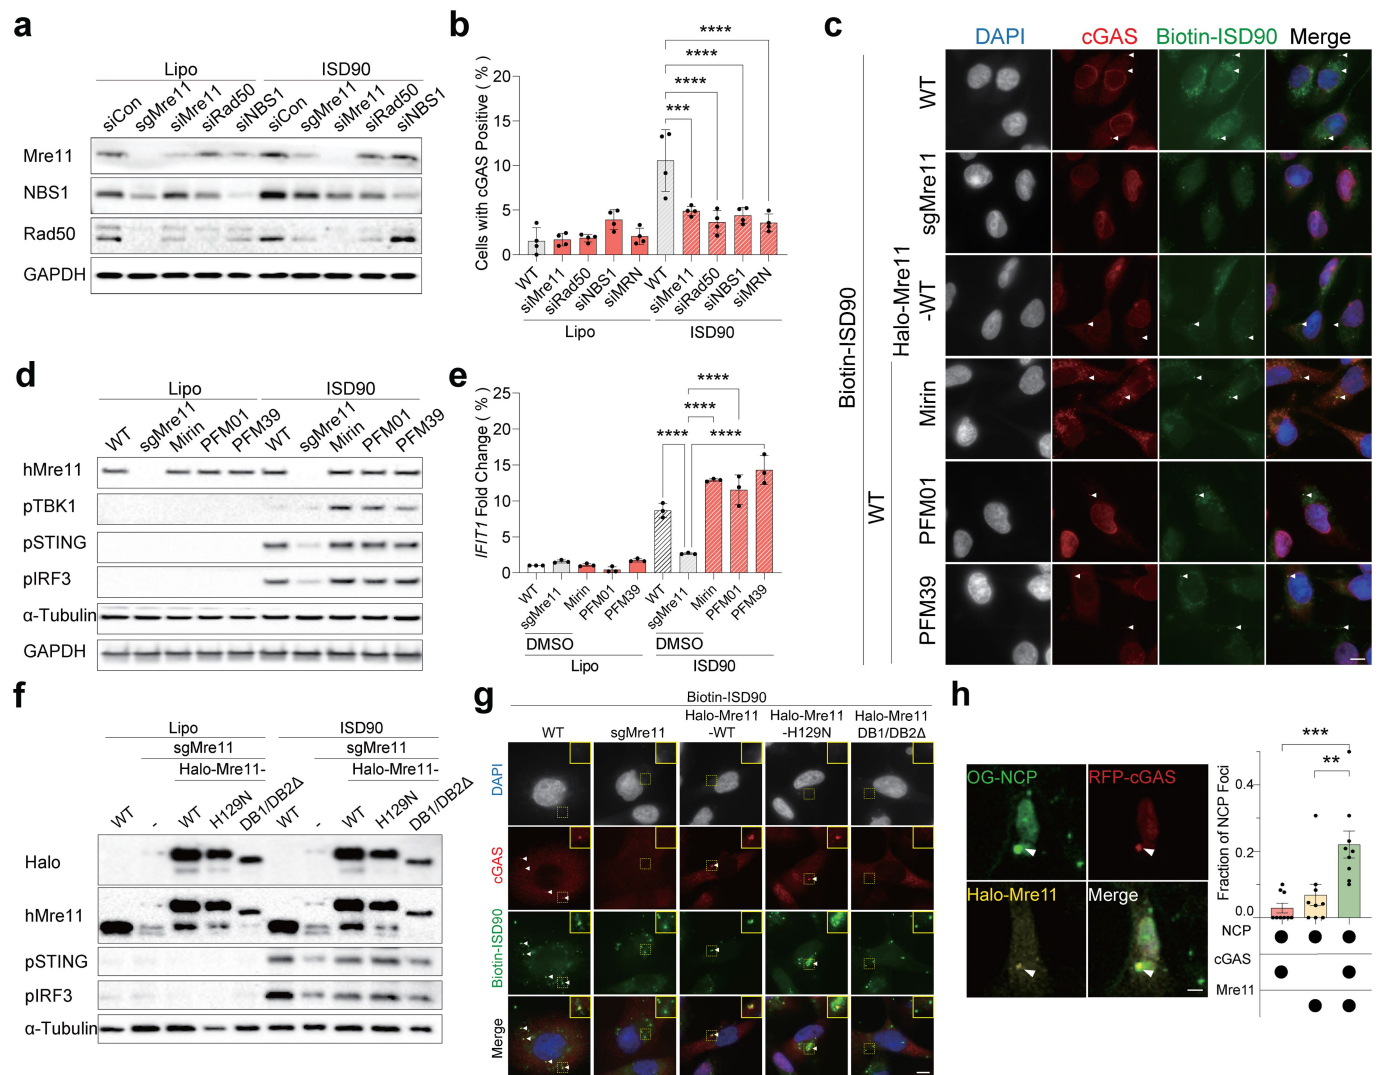 a
Lipo
ISD90
siCon
sgMre11
siMre11
siRad50
siNBS1
siCon
sgMre11
siMre11
siRad50
siNBS1
Mre11
NBS1
Rad50
GAPDH
b
Cells with cGAS Positive ( % )
20
15
10
5
0
***
****
****
****
WT
siMre11
siRad50
siNBS1
siMRN
WT
siMre11
siRad50
siNBS1
siMRN
Lipo
ISD90
c
DAPI
cGAS
Biotin-ISD90
Merge
Biotin-ISD90
WT
sgMre11
Halo-Mre11
-WT
WT
Mirin
PFM01
PFM39
d
Lipo
ISD90
WT
sgMre11
Mirin
PFM01
PFM39
WT
sgMre11
Mirin
PFM01
PFM39
hMre11
pTBK1
pSTING
pIRF3
α-Tubulin
GAPDH
e
IFIT1 Fold Change ( % )
25
20
15
10
5
0
****
****
****
****
WT
sgMre11
Mirin
PFM01
PFM39
WT
sgMre11
Mirin
PFM01
PFM39
DMSO
DMSO
Lipo
ISD90
f
Lipo
ISD90
sgMre11
sgMre11
Halo-Mre11-
Halo-Mre11-
WT
-
WT
H129N
DB1/DB2Δ
WT
-
WT
H129N
DB1/DB2Δ
Halo
hMre11
pSTING
pIRF3
α-Tubulin
g
Biotin-ISD90
WT
sgMre11
Halo-Mre11
-WT
Halo-Mre11
-H129N
Halo-Mre11
DB1/DB2Δ
DAPI
cGAS
Biotin-ISD90
Merge
h
OG-NCP
RFP-cGAS
Halo-Mre11
Merge
Fraction of NCP Foci
0.4
0.2
0.0
***
**
NCP
cGAS
Mre11